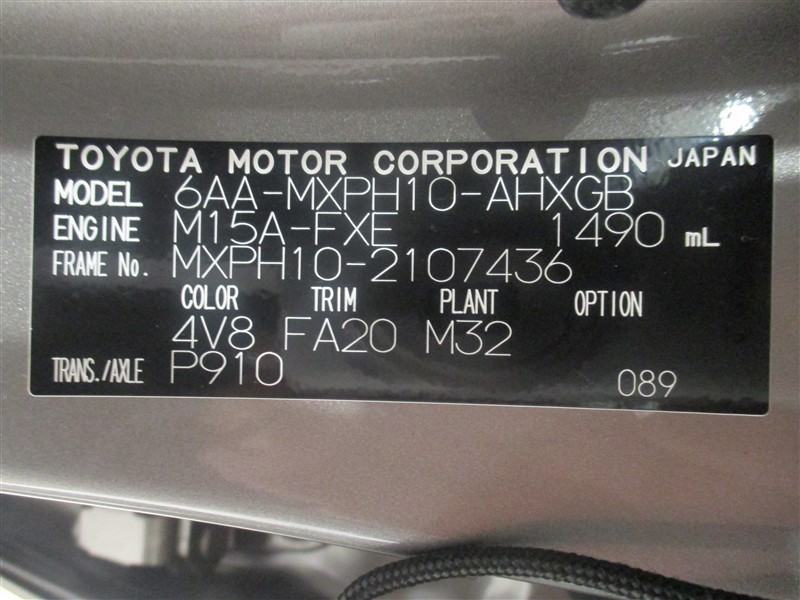 TOYOTA MOTOR CORPORATION JAPAN
MODEL 6AA-MXPH10-AHXGB
ENGINE M15A-FXE 1490 mL
FRAME No. MXPH10-2107436
COLOR TRIM PLANT OPTION
4V8 FA20 M32
TRANS./AXLE P910 089